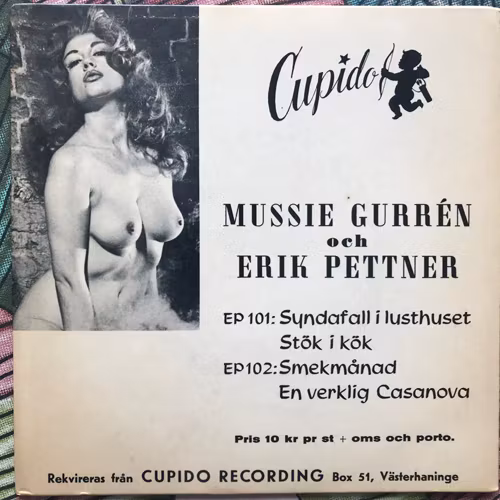 Cupido
MUSSIE GURRÉN
och
ERIK PETTNER
EP 101: Syndafall i lusthuset
Stök i kök
EP 102: Smekmånad
En verklig Casanova
Pris 10 kr pr st + oms och porto.
Rekvireras från CUPIDO RECORDING Box 51, Västerhaninge